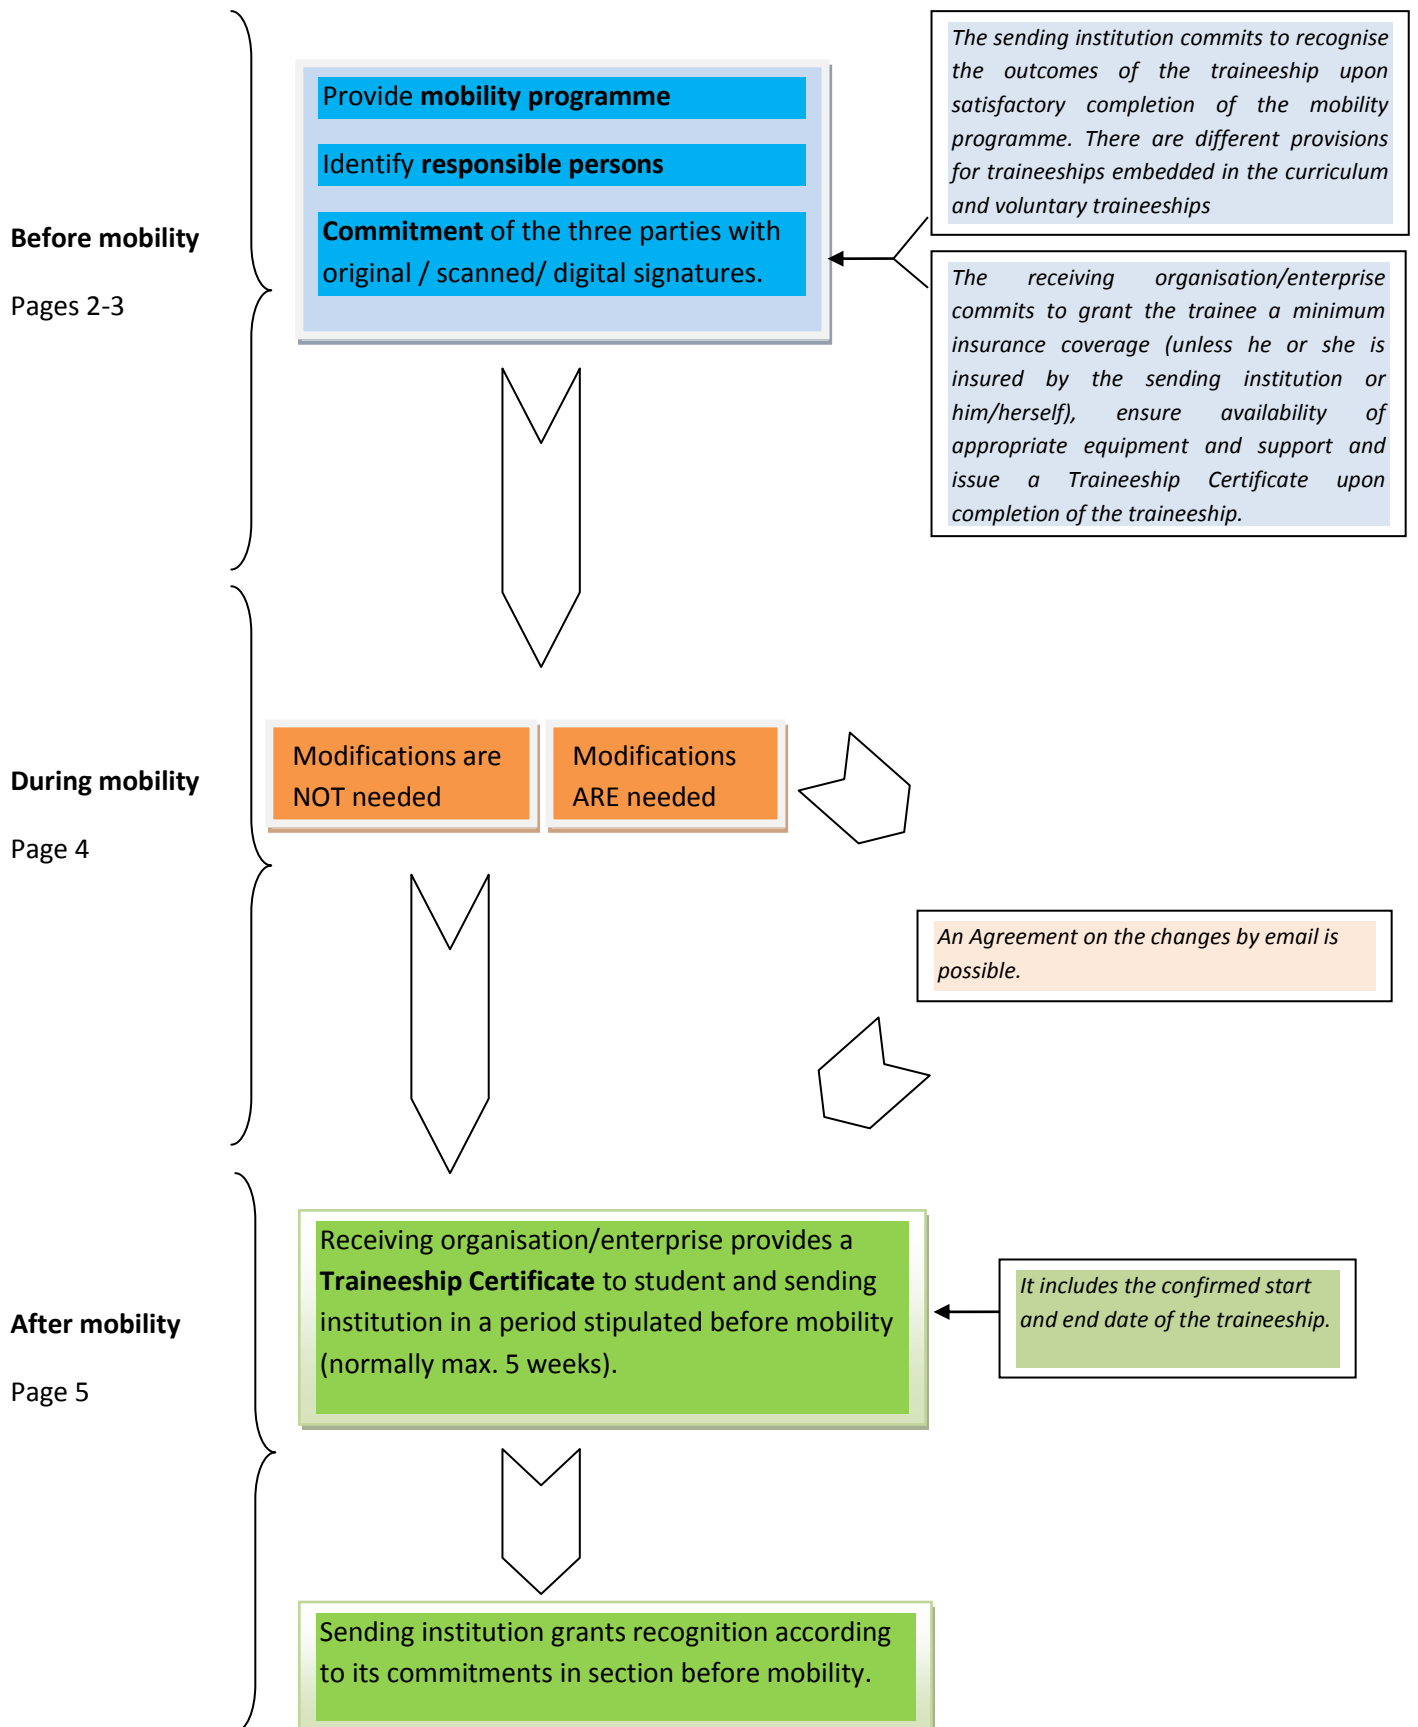 Before mobility
Pages 2-3
Provide mobility programme
Identify responsible persons
Commitment of the three parties with
original / scanned/ digital signatures.
The sending institution commits to recognise
the outcomes of the traineeship upon
satisfactory completion of the mobility
programme. There are different provisions
for traineeships embedded in the curriculum
and voluntary traineeships
The receiving organisation/enterprise
commits to grant the trainee a minimum
insurance coverage (unless he or she is
insured by the sending institution or
him/herself), ensure availability of
appropriate equipment and support and
issue a Traineeship Certificate upon
completion of the traineeship.
During mobility
Page 4
Modifications are
NOT needed
Modifications
ARE needed
An Agreement on the changes by email is
possible.
After mobility
Page 5
Receiving organisation/enterprise provides a
Traineeship Certificate to student and sending
institution in a period stipulated before mobility
(normally max. 5 weeks).
It includes the confirmed start
and end date of the traineeship.
Sending institution grants recognition according
to its commitments in section before mobility.